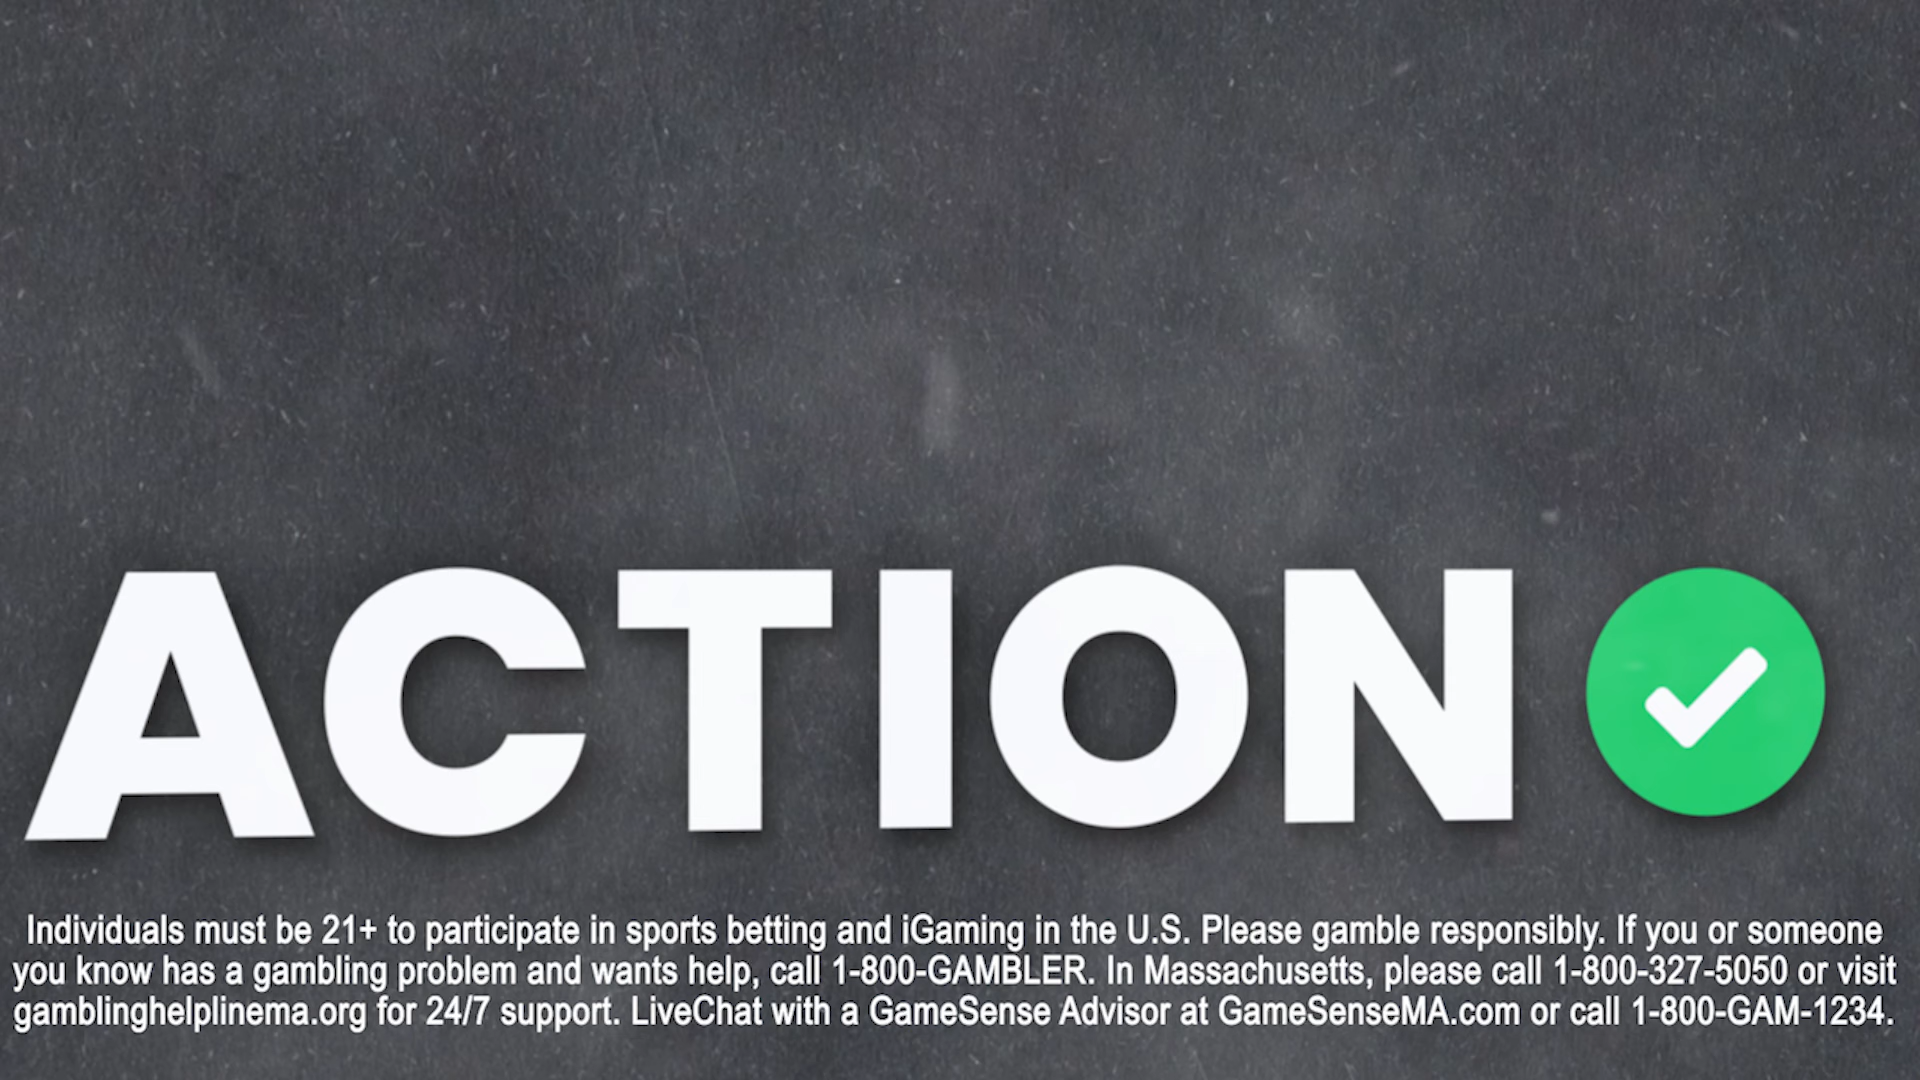 ACTION
Individuals must be 21+ to participate in sports betting and iGaming in the U.S. Please gamble responsibly. If you or someone
you know has a gambling problem and wants help, call 1-800-GAMBLER. In Massachusetts, please call 1-800-327-5050 or visit
gamblinghelplinema.org for 24/7 support. LiveChat with a GameSense Advisor at GameSenseMA.com or call 1-800-GAM-1234.